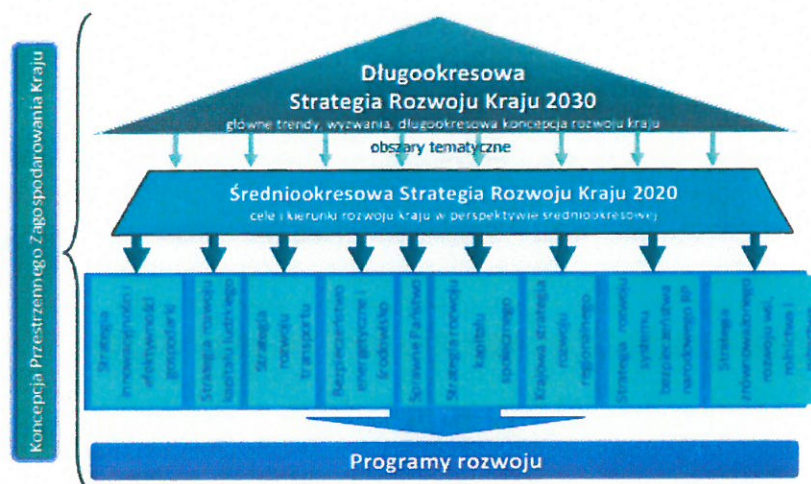 Koncepcja Przestrzennego Zagospodarowania Kraju
Długookresowa
Strategia Rozwoju Kraju 2030
główne trendy, wyzwania, długookresowa koncepcja rozwoju kraju
obszary tematyczne
Średniookresowa Strategia Rozwoju Kraju 2020
cele i kierunki rozwoju kraju w perspektywie średniookresowej
Strategia
innowacyjności i
efektywności
gospodarki
Strategia rozwoju
kapitału ludzkiego
Strategia
rozwoju
transportu
Bezpieczeństwo
energetyczne i
środowisko
Sprawne Państwo
Strategia rozwoju
kapitału
społecznego
Krajowa strategia
rozwoju
regionalnego
Strategia rozwoju
systemu
bezpieczeństwa
narodowego RP
Strategia
zrównoważonego
rozwoju wsi,
rolnictwa i
Programy rozwoju